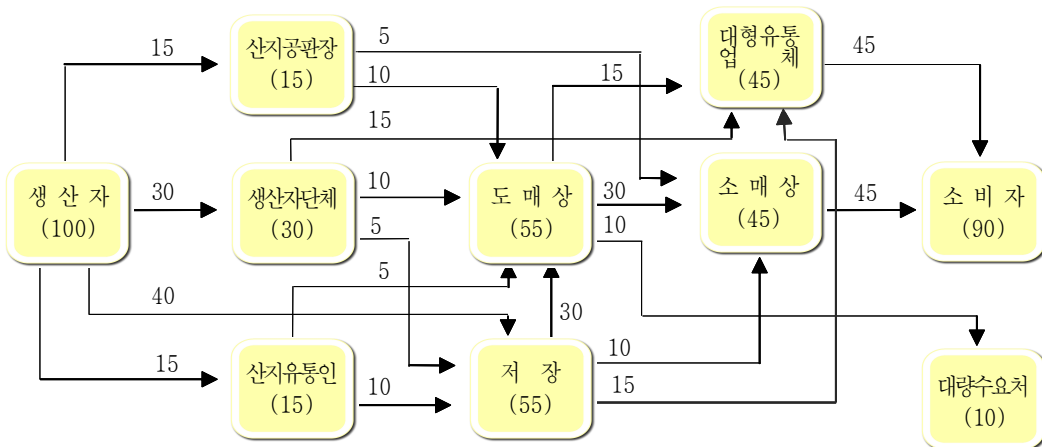 15
산지공판장
(15)
5
10
15
대형유통
업 체
(45)
45
15
생 산 자
(100)
30
생산자단체
(30)
10
5
도 매 상
(55)
30
10
소 매 상
(45)
45
소 비 자
(90)
5
40
30
15
산지유통인
(15)
10
저 장
(55)
10
15
대량수요처
(10)